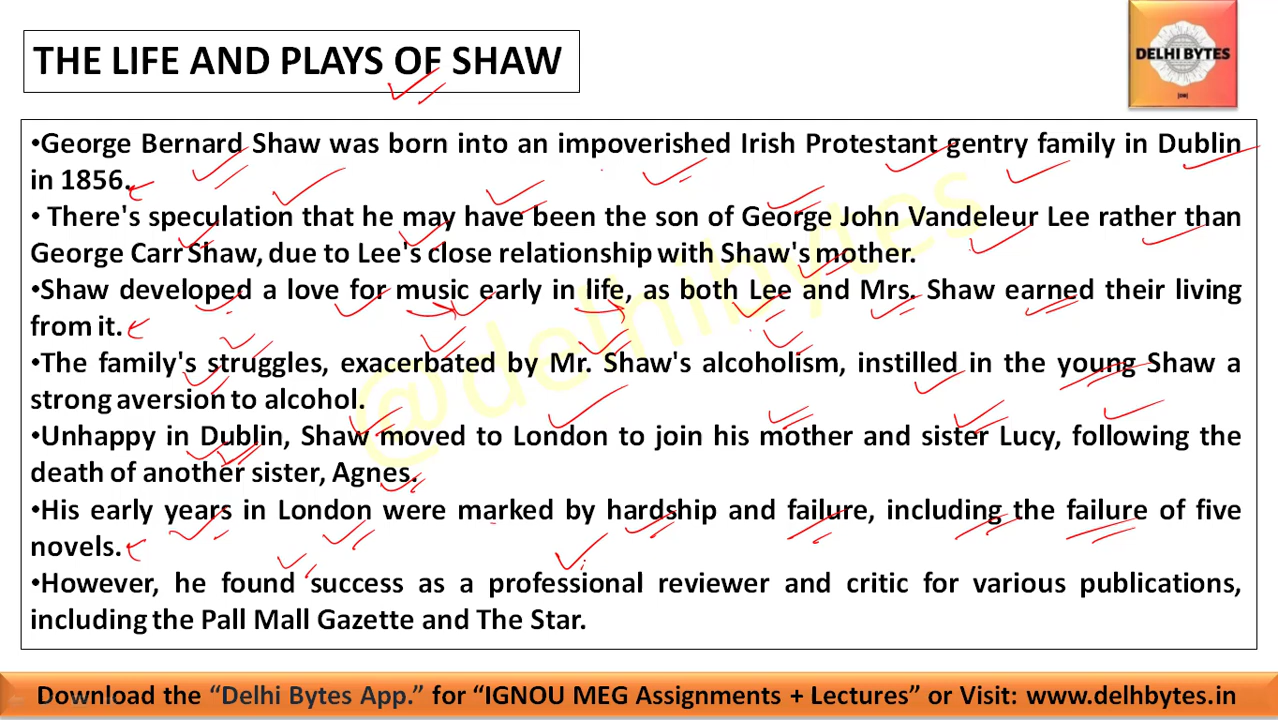 THE LIFE AND PLAYS OF SHAW
DELHI BYTES
•George Bernard Shaw was born into an impoverished Irish Protestant gentry family in Dublin
in 1856.
• There's speculation that he may have been the son of George John Vandeleur Lee rather than
George Carr Shaw, due to Lee's close relationship with Shaw's mother.
•Shaw developed a love for music early in life, as both Lee and Mrs. Shaw earned their living
from it.
•The family's struggles, exacerbated by Mr. Shaw's alcoholism, instilled in the young Shaw a
strong aversion to alcohol.
•Unhappy in Dublin, Shaw moved to London to join his mother and sister Lucy, following the
death of another sister, Agnes.
•His early years in London were marked by hardship and failure, including the failure of five
novels.
•However, he found success as a professional reviewer and critic for various publications,
including the Pall Mall Gazette and The Star.
@delhibytes
Download the “Delhi Bytes App.” for “IGNOU MEG Assignments + Lectures” or Visit: www.delhbytes.in